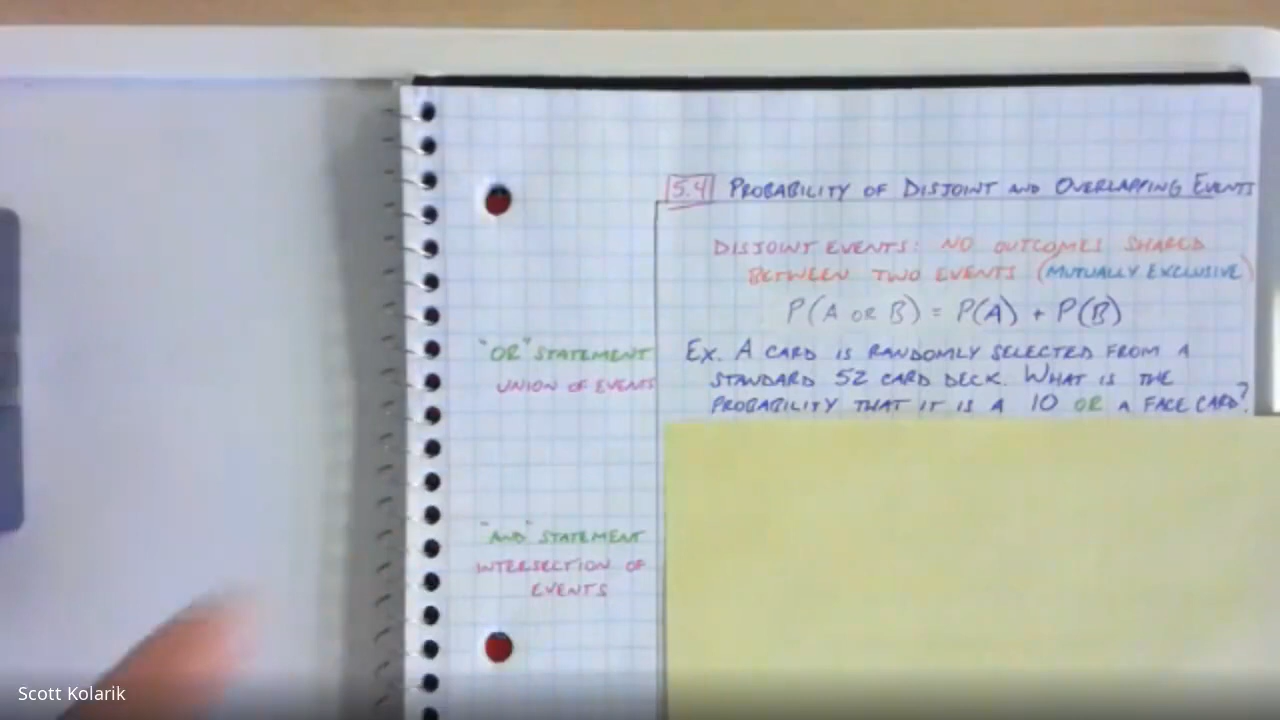 5.4 PROBABILITY OF DISJOINT AND OVERLAPPING EVENTS
DISJOINT EVENTS: NO OUTCOMES SHARED
BETWEEN TWO EVENTS (MUTUALLY EXCLUSIVE)
P(A OR B) = P(A) + P(B)
"OR" STATEMENT
UNION OF EVENTS
EX. A CARD IS RANDOMLY SELECTED FROM A
STANDARD 52 CARD DECK. WHAT IS THE
PROBABILITY THAT IT IS A 10 OR A FACE CARD?
"AND" STATEMENT
INTERSECTION OF
EVENTS
Scott Kolarik